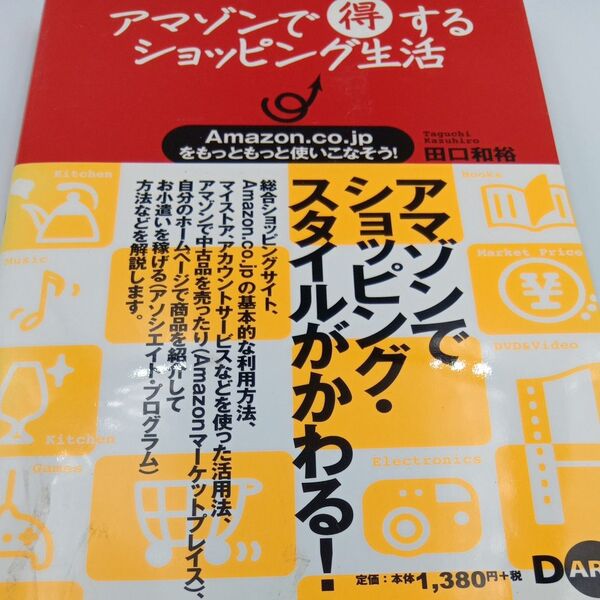 アマゾンで得する
ショッピング生活
Amazon.co.jp
をもっともっと使いこなそう!
Taguchi
Kazuhiro
田口和裕
アマゾンで
ショッピング・
スタイルがかわる!
総合ショッピングサイト、
Amazon.co.jpの基本的な利用方法、
マイストア、アカウントサービスなどを使った活用法、
アマゾンで中古品を売ったり(Amazonマーケットプレイス)、
自分のホームページで商品を紹介して
お小遣いを稼げる(アソシエイト・プログラム)
方法などを解説します。
Kitchen
Books
Music
Market Price
DVD&Video
Kitchen
Games
Electronics
定価:本体1,380円+税
DAR